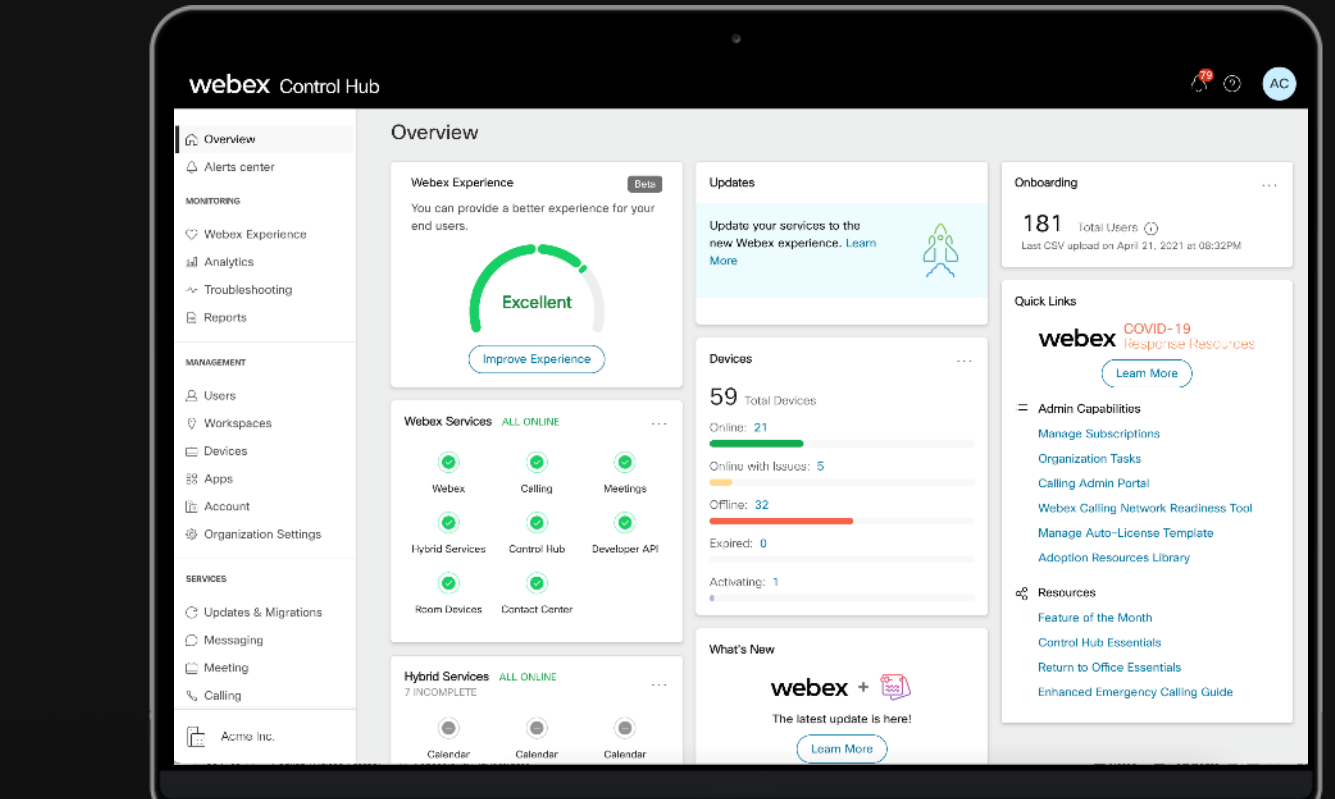 webex Control Hub
79
AC
Overview
Alerts center
MONITORING
Webex Experience
Analytics
Troubleshooting
Reports
MANAGEMENT
Users
Workspaces
Devices
Apps
Account
Organization Settings
SERVICES
Updates & Migrations
Messaging
Meeting
Calling
Acme Inc.
Overview
Webex Experience
Beta
You can provide a better experience for your
end users.
Excellent
Improve Experience
Webex Services ALL ONLINE
Webex
Calling
Meetings
Hybrid Services
Control Hub
Developer API
Room Devices
Contact Center
Hybrid Services ALL ONLINE
7 INCOMPLETE
Calendar
Calendar
Calendar
Updates
Update your services to the
new Webex experience. Learn
More
Devices
59 Total Devices
Online: 21
Online with Issues: 5
Offline: 32
Expired: 0
Activating: 1
What's New
webex +
The latest update is here!
Learn More
Onboarding
181 Total Users
Last CSV upload on April 21, 2021 at 08:32PM
Quick Links
webex COVID-19
Response Resources
Learn More
Admin Capabilities
Manage Subscriptions
Organization Tasks
Calling Admin Portal
Webex Calling Network Readiness Tool
Manage Auto-License Template
Adoption Resources Library
Resources
Feature of the Month
Control Hub Essentials
Return to Office Essentials
Enhanced Emergency Calling Guide